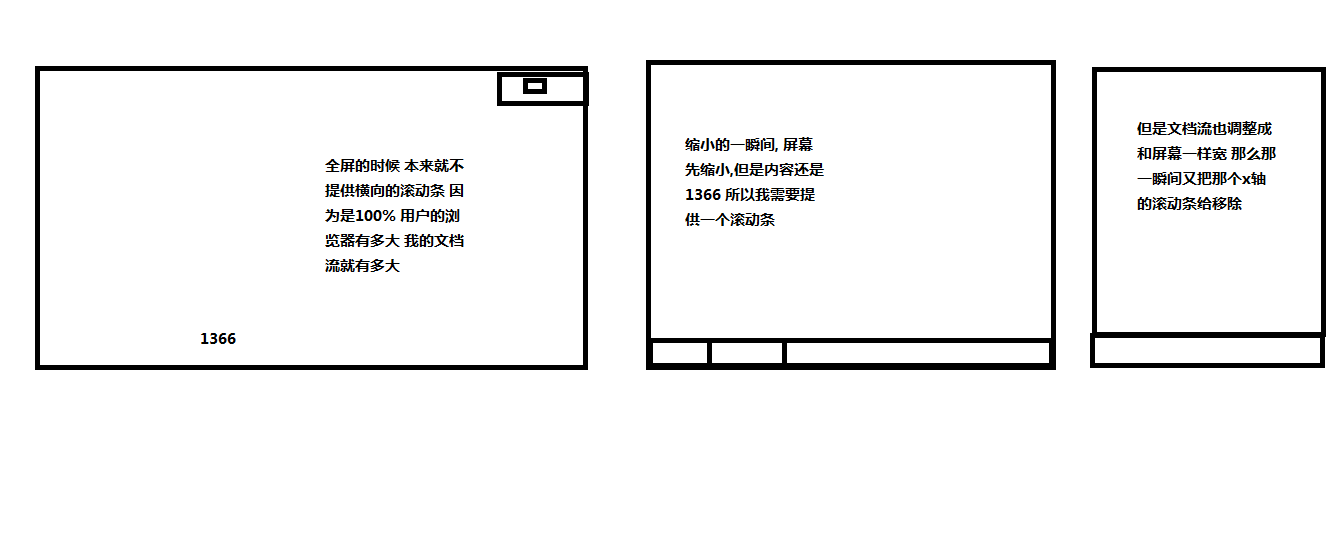 全屏的时候 本来就不
提供横向的滚动条 因
为是100% 用户的浏
览器有多大 我的文档
流就有多大
1366
缩小的一瞬间, 屏幕
先缩小,但是内容还是
1366 所以我需要提
供一个滚动条
但是文档流也调整成
和屏幕一样宽 那么那
一瞬间又把那个x轴
的滚动条给移除